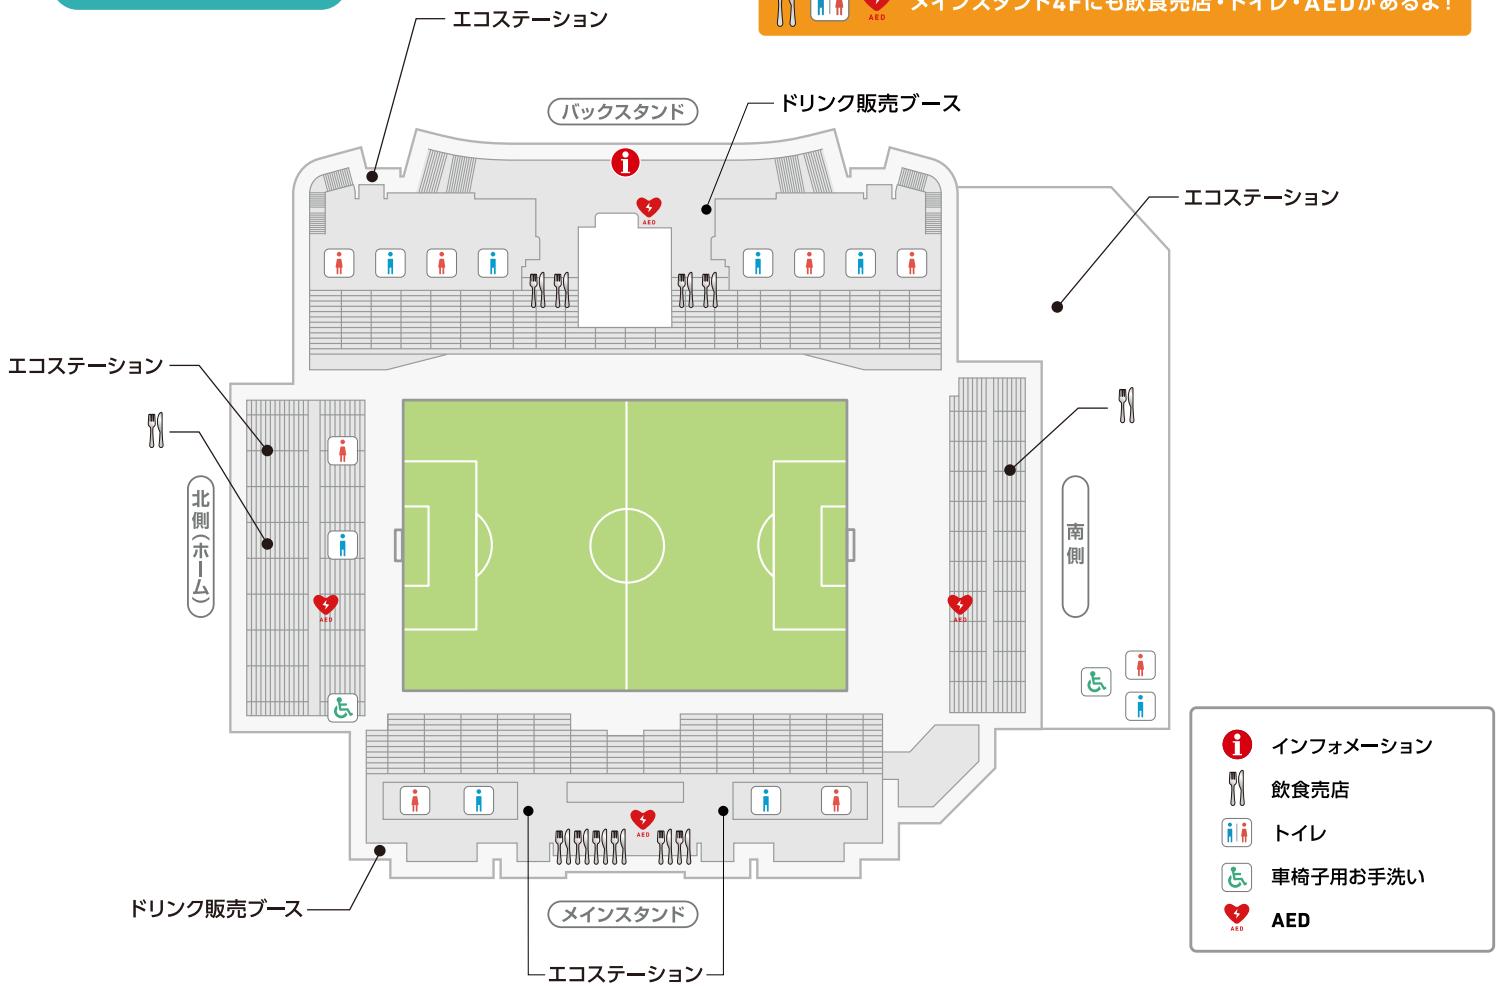 メインスタンド4Fにも飲食売店・トイレ・AEDがあるよ！
AED
エコステーション
バックスタンド
ドリンク販売ブース
エコステーション
AED
エコステーション
北側(ホーム)
南側
AED
AED
AED
ドリンク販売ブース
メインスタンド
エコステーション
インフォメーション
飲食売店
トイレ
車椅子用お手洗い
AED
AED